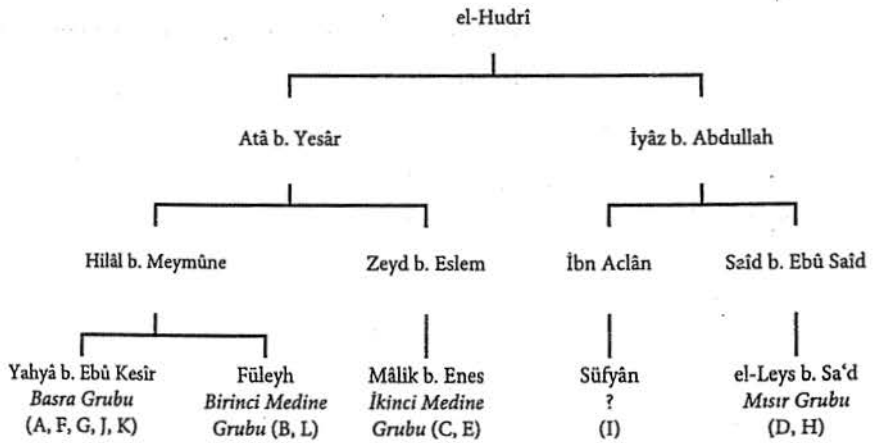 el-Hudrî
Atâ b. Yesâr
İyâz b. Abdullah
Hilâl b. Meymûne
Zeyd b. Eslem
İbn Aclân
Saîd b. Ebû Saîd
Yahyâ b. Ebû Kesîr
Basra Grubu
(A, F, G, J, K)
Füleyh
Birinci Medine
Grubu (B, L)
Mâlik b. Enes
İkinci Medine
Grubu (C, E)
Süfyân
?
(I)
el-Leys b. Sa‘d
Mısır Grubu
(D, H)